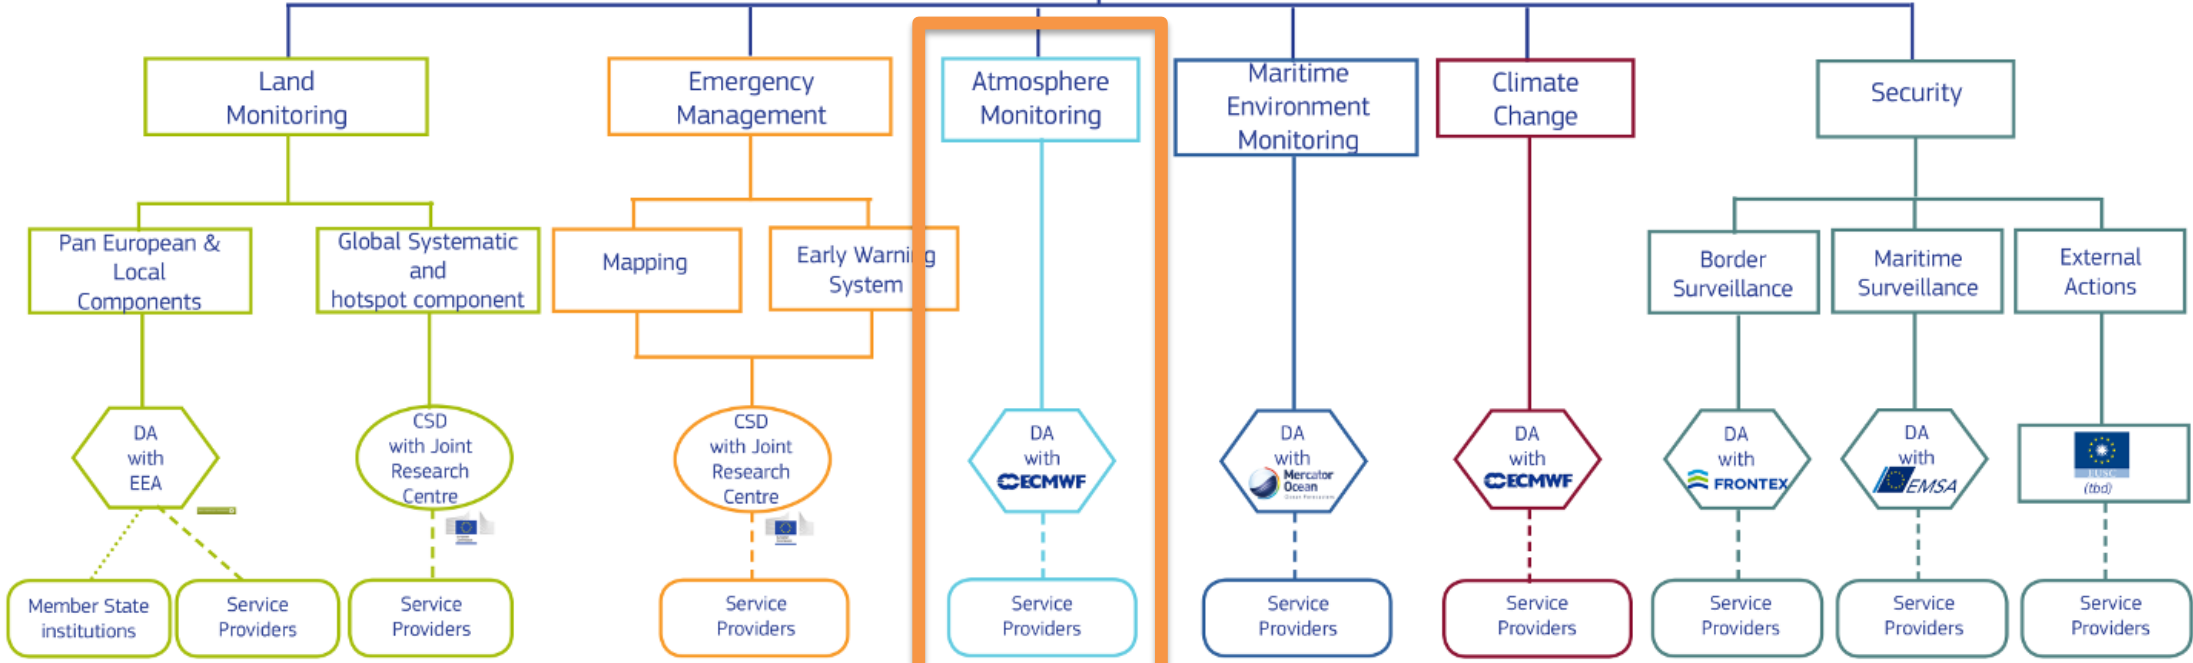 Land
Monitoring
Emergency
Management
Atmosphere
Monitoring
Maritime
Environment
Monitoring
Climate
Change
Security
Pan European &
Local
Components
Global Systematic
and
hotspot component
Mapping
Early Warning
System
Border
Surveillance
Maritime
Surveillance
External
Actions
DA
with
EEA
CSD
with Joint
Research
Centre
CSD
with Joint
Research
Centre
DA
with
ECMWF
DA
with
Mercator
Ocean
DA
with
ECMWF
DA
with
FRONTEX
DA
with
EMSA
(tbd)
Member State
institutions
Service
Providers
Service
Providers
Service
Providers
Service
Providers
Service
Providers
Service
Providers
Service
Providers
Service
Providers
Service
Providers